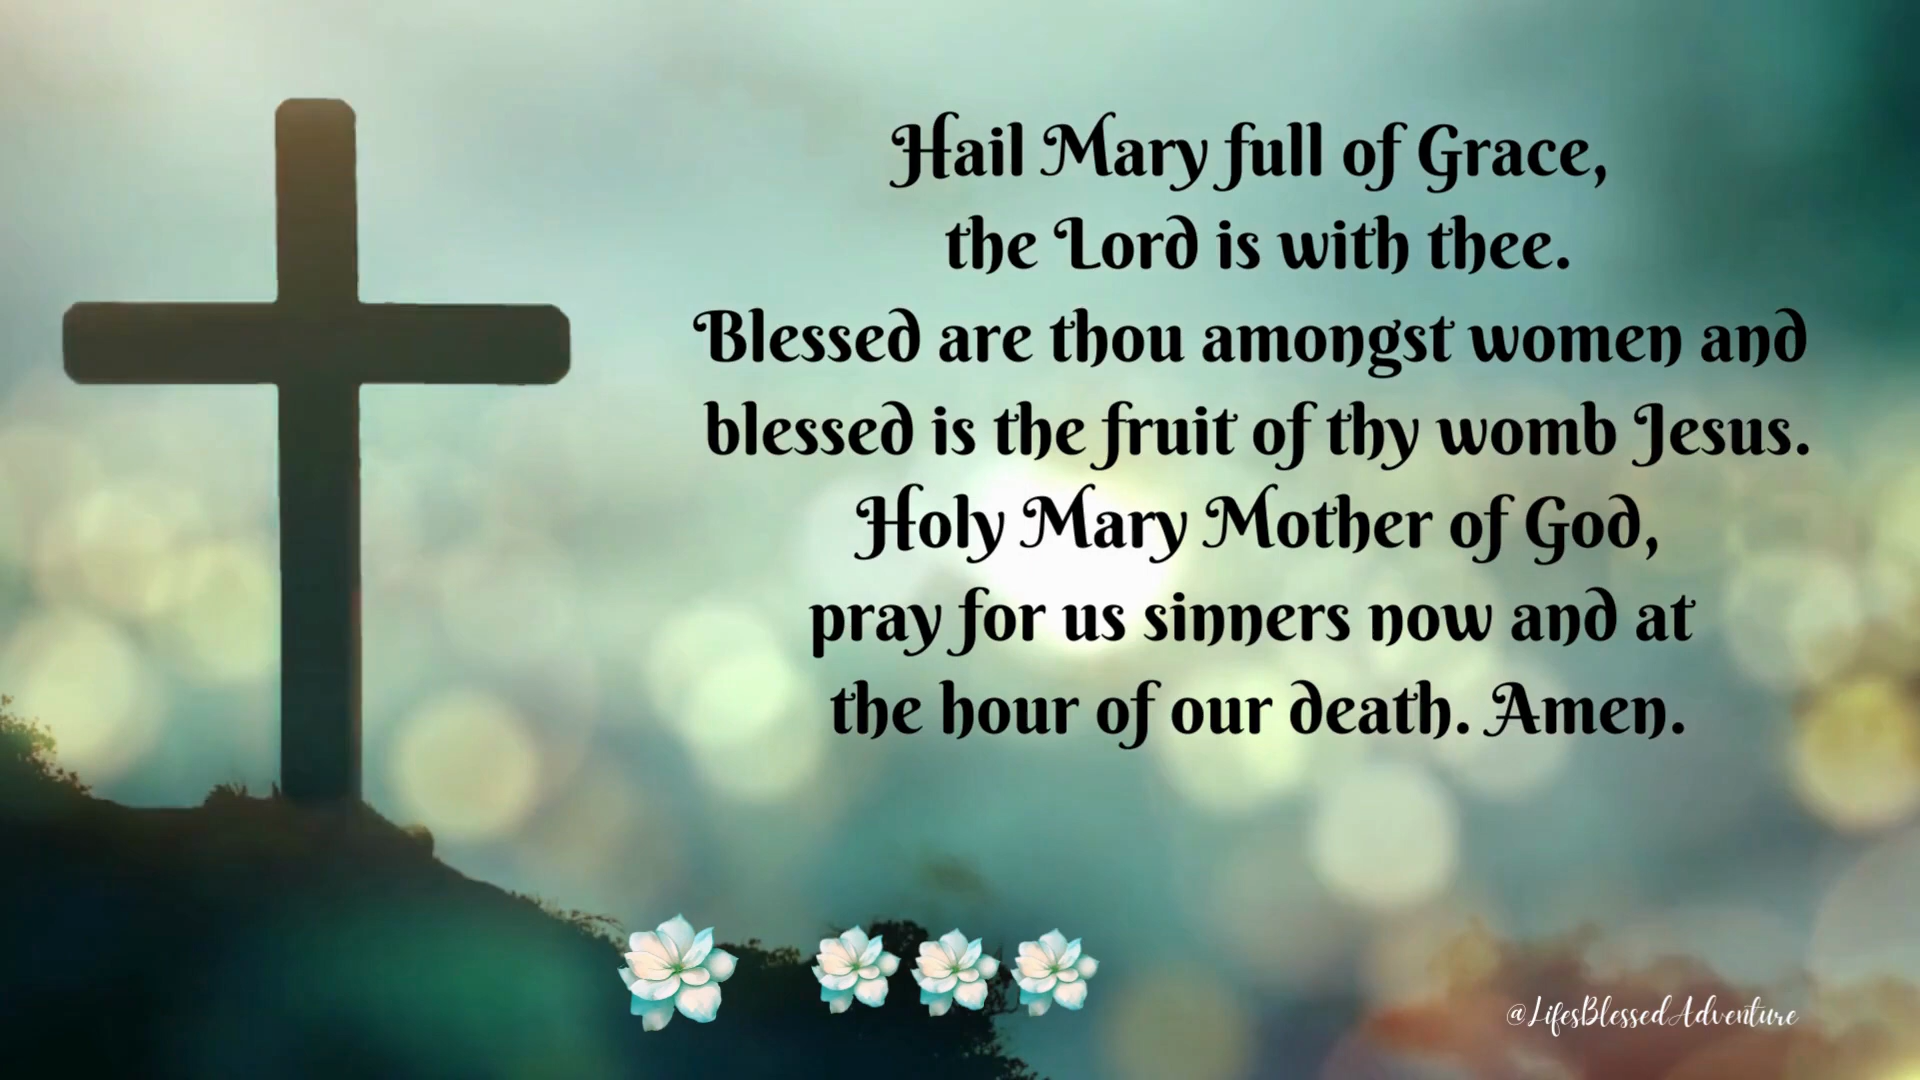 Hail Mary full of Grace,
the Lord is with thee.
Blessed are thou amongst women and
blessed is the fruit of thy womb Jesus.
Holy Mary Mother of God,
pray for us sinners now and at
the hour of our death. Amen.
@LifesBlessedAdventure